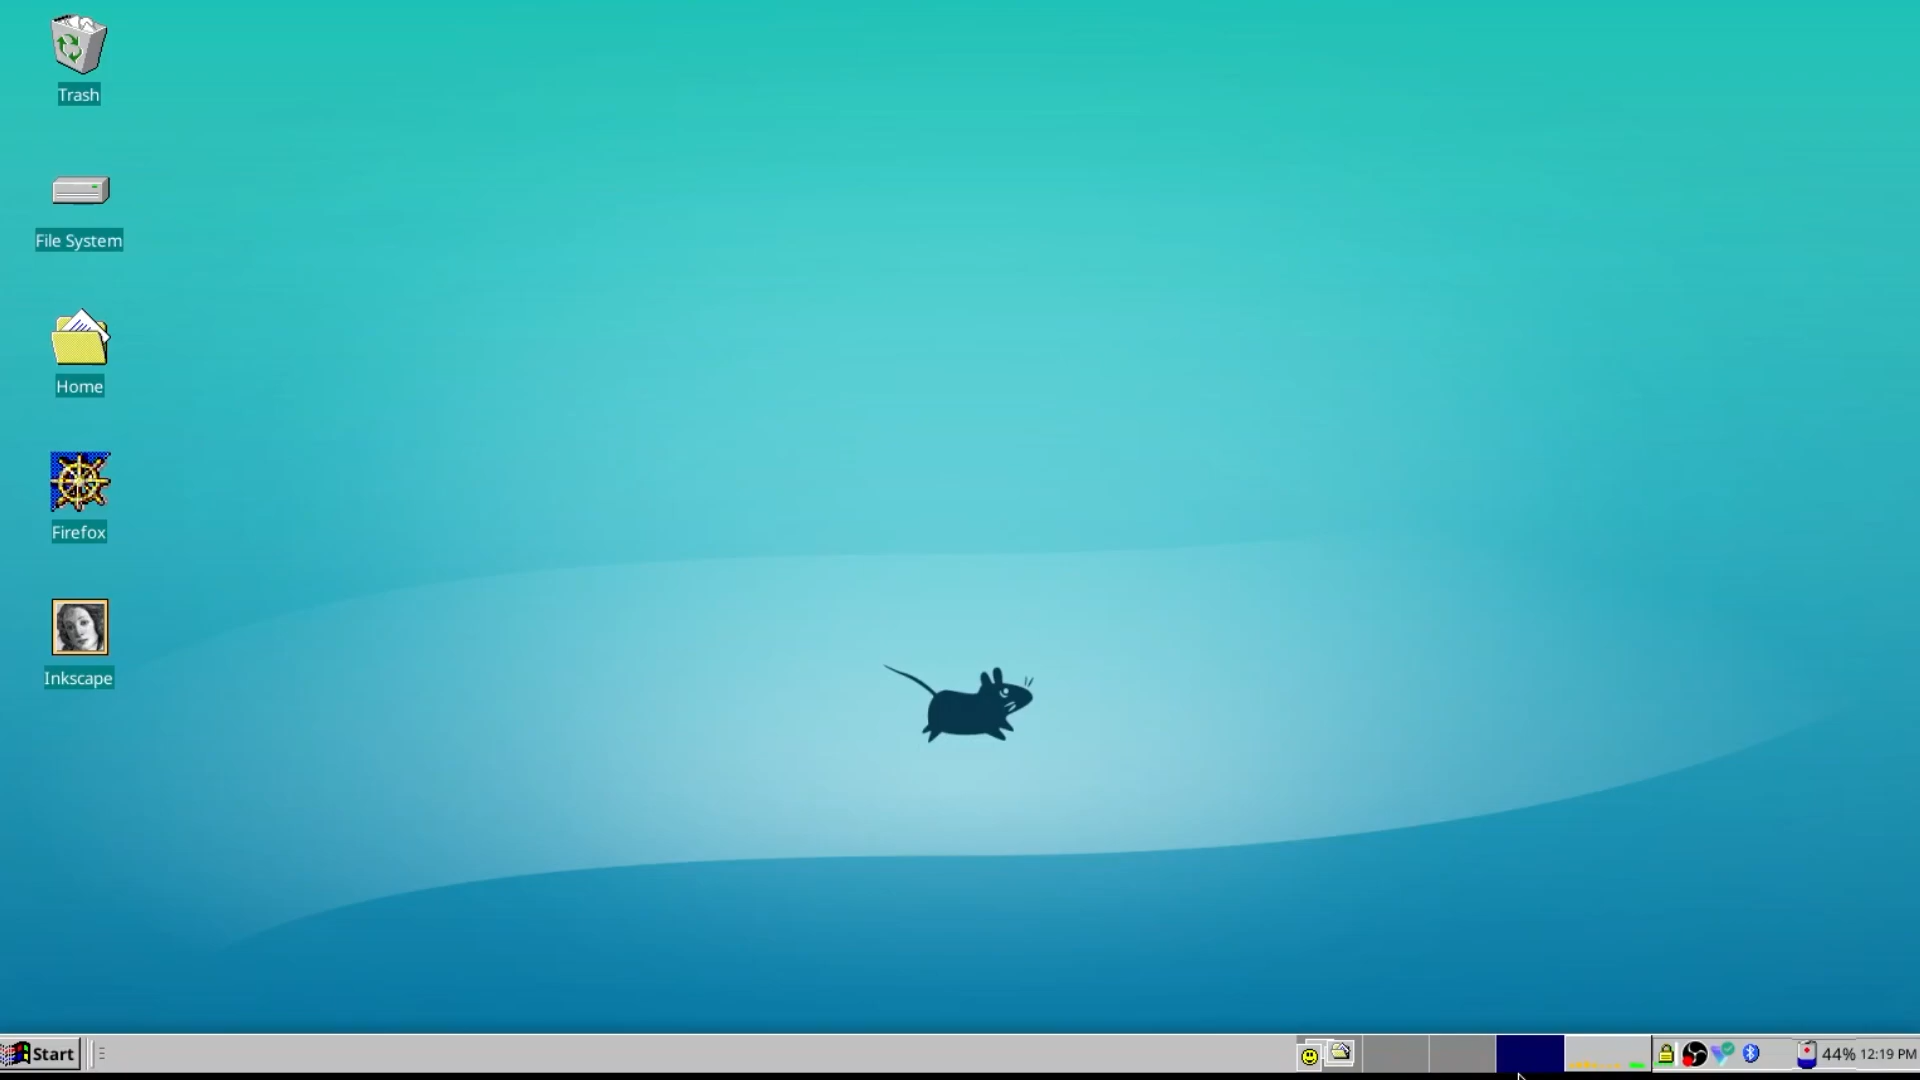 Trash
File System
Home
Firefox
Inkscape
Start
44% 12:19 PM